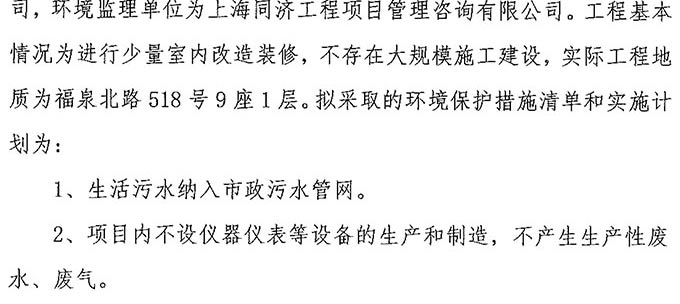 司，环境监理单位为上海同济工程项目管理咨询有限公司。工程基本
情况为进行少量室内改造装修，不存在大规模施工建设，实际工程地
质为福泉北路 518 号 9 座 1 层。拟采取的环境保护措施清单和实施计
划为：
1、生活污水纳入市政污水管网。
2、项目内不设仪器仪表等设备的生产和制造，不产生生产性废
水、废气。